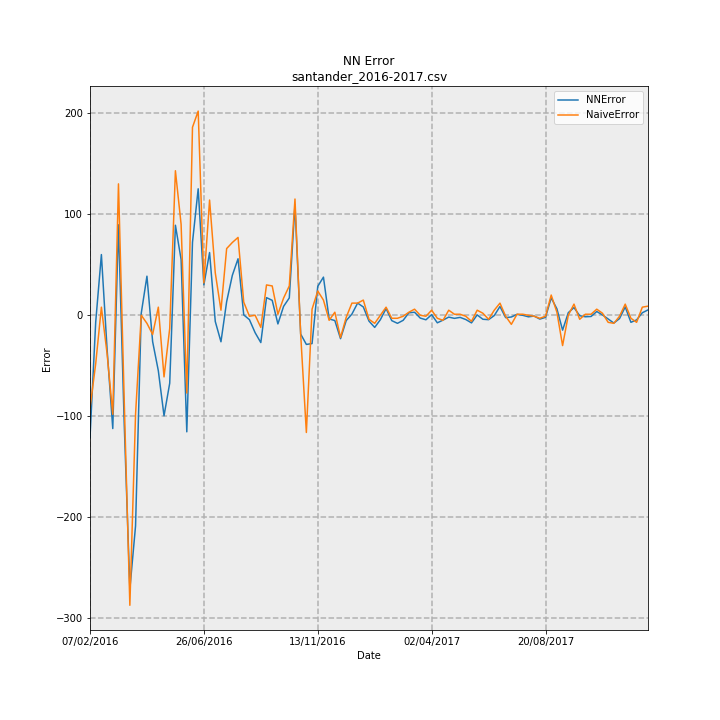 NN Error
santander_2016-2017.csv
NNError
NaiveError
200
100
0
−100
−200
−300
Error
07/02/2016 26/06/2016 13/11/2016 02/04/2017 20/08/2017
Date